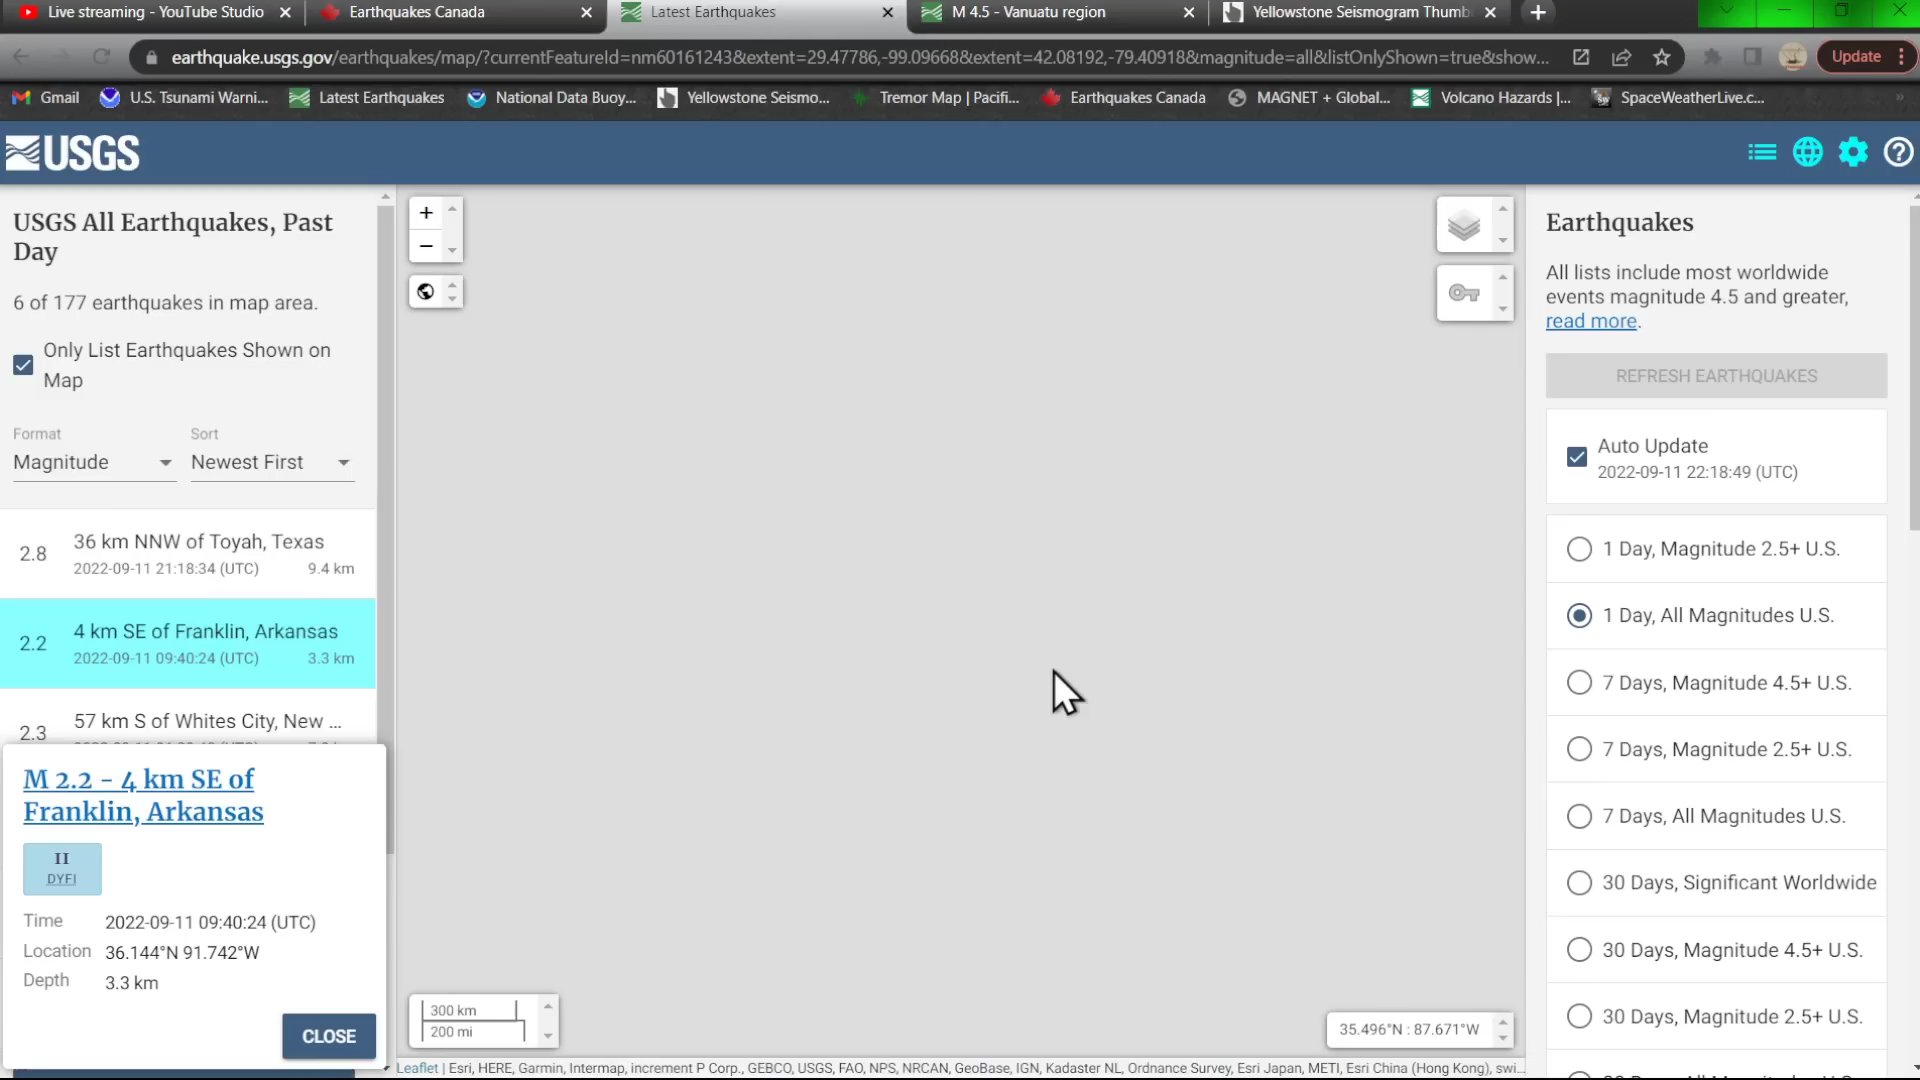 Live streaming - YouTube Studio
Earthquakes Canada
Latest Earthquakes
M 4.5 - Vanuatu region
Yellowstone Seismogram Thumb
earthquake.usgs.gov/earthquakes/map/?currentFeatureId=nm60161243&extent=29.47786,-99.09668&extent=42.08192,-79.40918&magnitude=all&listOnlyShown=true&show...
Update
Gmail
U.S. Tsunami Warni...
Latest Earthquakes
National Data Buoy...
Yellowstone Seismo...
Tremor Map | Pacifi...
Earthquakes Canada
MAGNET + Global...
Volcano Hazards |...
SpaceWeatherLive.c...
USGS
USGS All Earthquakes, Past
Day
6 of 177 earthquakes in map area.
Only List Earthquakes Shown on
Map
Format
Sort
Magnitude
Newest First
2.8
36 km NNW of Toyah, Texas
2022-09-11 21:18:34 (UTC)
9.4 km
2.2
4 km SE of Franklin, Arkansas
2022-09-11 09:40:24 (UTC)
3.3 km
2.3
57 km S of Whites City, New ...
M 2.2 - 4 km SE of
Franklin, Arkansas
II
DYFI
Time
2022-09-11 09:40:24 (UTC)
Location
36.144°N 91.742°W
Depth
3.3 km
CLOSE
+
−
300 km
200 mi
35.496°N : 87.671°W
Leaflet | Esri, HERE, Garmin, Intermap, increment P Corp., GEBCO, USGS, FAO, NPS, NRCAN, GeoBase, IGN, Kadaster NL, Ordnance Survey, Esri Japan, METI, Esri China (Hong Kong), swi...
Earthquakes
All lists include most worldwide
events magnitude 4.5 and greater,
read more.
REFRESH EARTHQUAKES
Auto Update
2022-09-11 22:18:49 (UTC)
1 Day, Magnitude 2.5+ U.S.
1 Day, All Magnitudes U.S.
7 Days, Magnitude 4.5+ U.S.
7 Days, Magnitude 2.5+ U.S.
7 Days, All Magnitudes U.S.
30 Days, Significant Worldwide
30 Days, Magnitude 4.5+ U.S.
30 Days, Magnitude 2.5+ U.S.